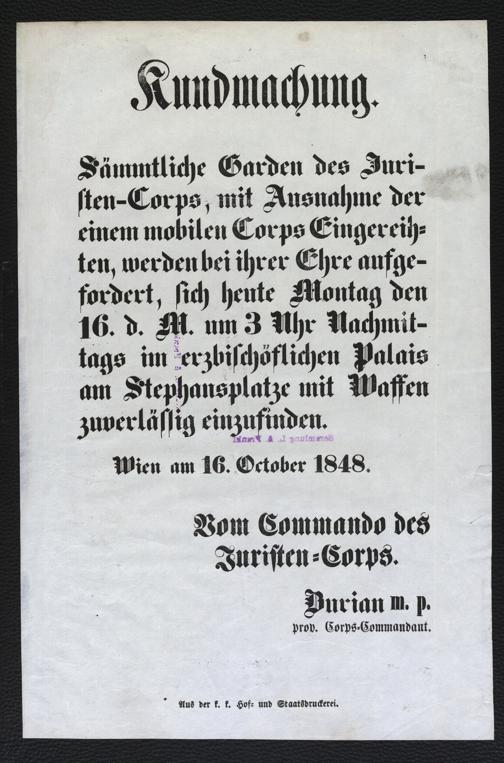 Kundmachung.
Sämmtliche Garden des Juri-
sten-Corps, mit Ausnahme der
einem mobilen Corps Eingereih-
ten, werden bei ihrer Ehre aufge-
fordert, sich heute Montag den
16. d. M. um 3 Uhr Nachmit-
tags im erzbischöflichen Palais
am Stephansplatze mit Waffen
zuverlässig einzufinden.
Wien am 16. October 1848.
Vom Commando des
Juristen-Corps.
Burian m. p.
prov. Corps-Commandant.
Aus der k. k. Hof- und Staatsdruckerei.